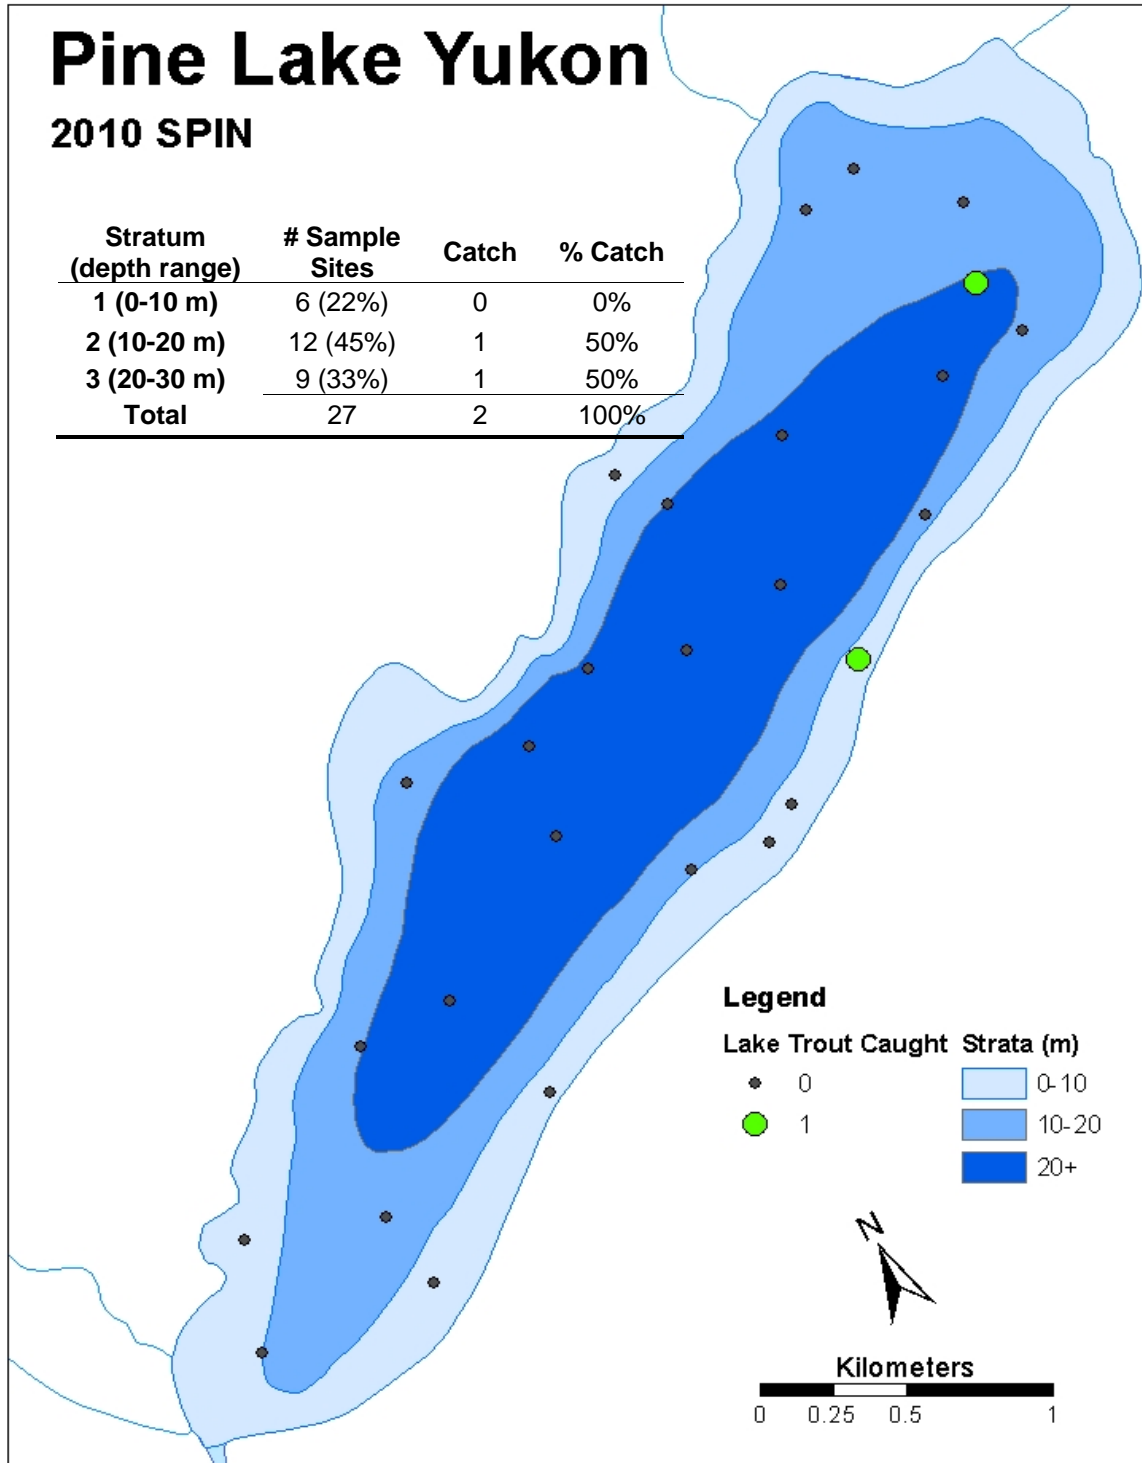 Pine Lake Yukon
2010 SPIN
Stratum (depth range) # Sample Sites Catch % Catch
1 (0-10 m) 6 (22%) 0 0%
2 (10-20 m) 12 (45%) 1 50%
3 (20-30 m) 9 (33%) 1 50%
Total 27 2 100%
Legend
Lake Trout Caught Strata (m)
0 0-10
1 10-20
20+
N
Kilometers
0 0.25 0.5 1